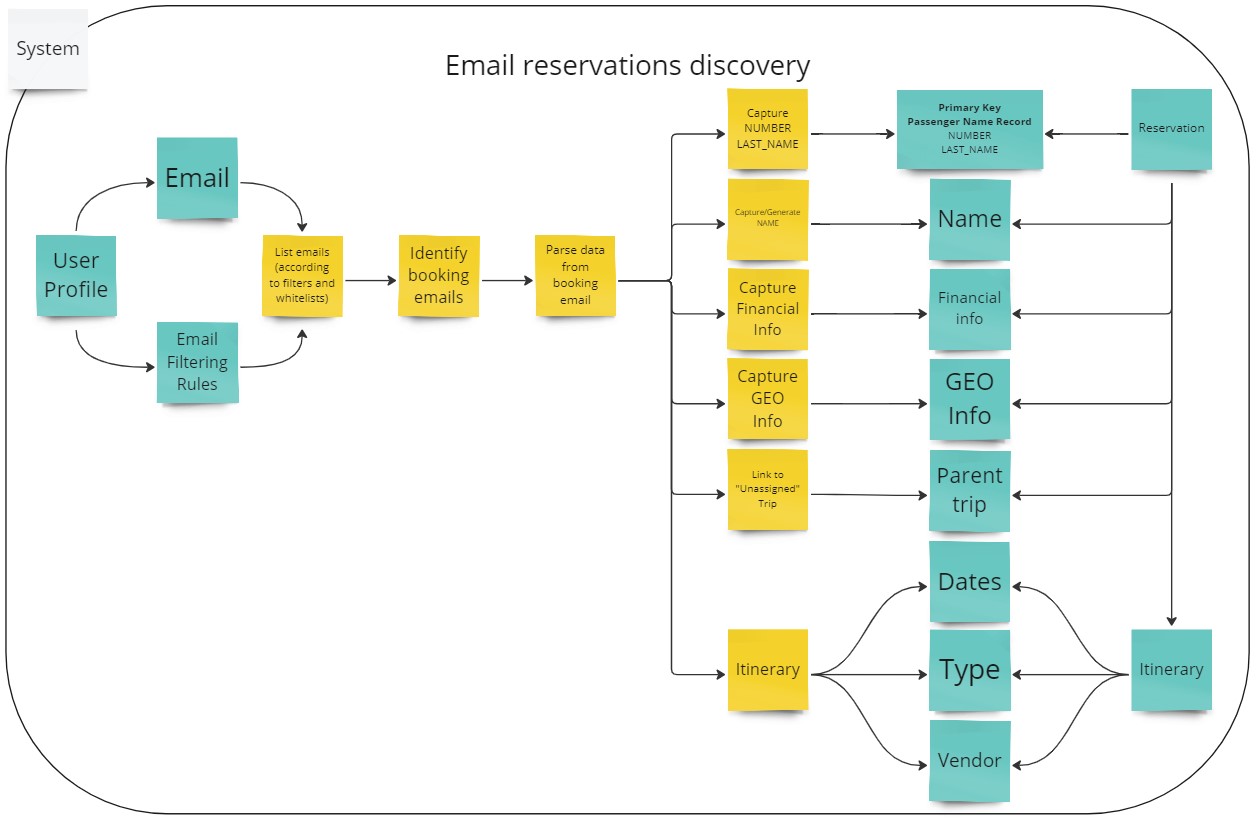 System
Email reservations discovery
Email
User
Profile
Email
Filtering
Rules
List emails
(according
to filters and
whitelists)
Identify
booking
emails
Parse data
from
booking
email
Capture
NUMBER
LAST_NAME
Primary Key
Passenger Name Record
NUMBER
LAST_NAME
Reservation
Capture/Generate
NAME
Name
Capture
Financial
Info
Financial
info
Capture
GEO
Info
GEO
Info
Link to
"Unassigned"
Trip
Parent
trip
Dates
Itinerary
Type
Itinerary
Vendor